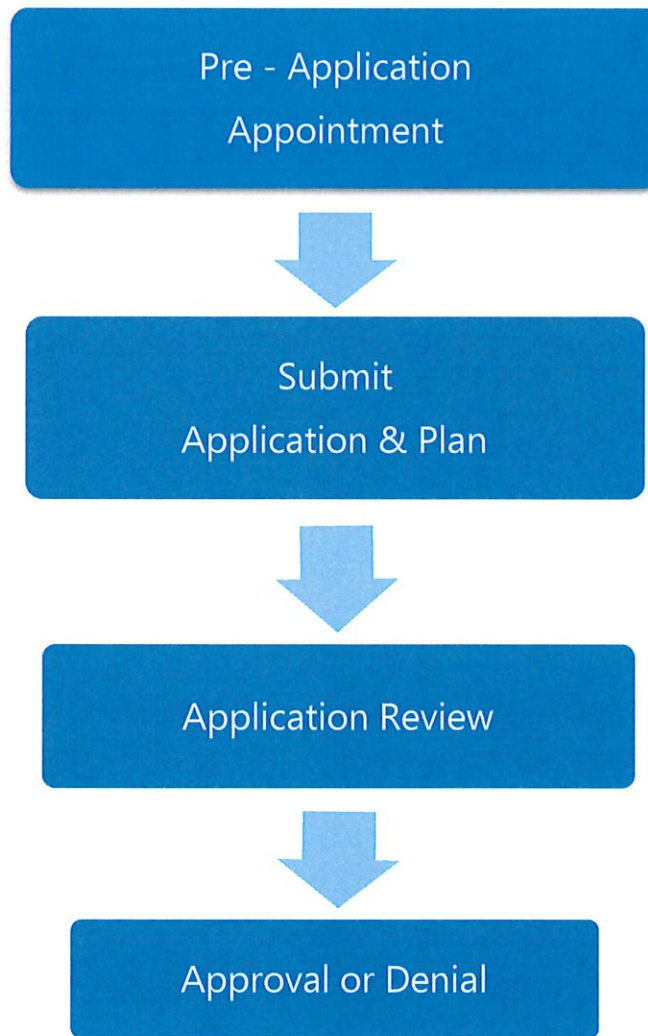 Pre - Application
Appointment
Submit
Application & Plan
Application Review
Approval or Denial